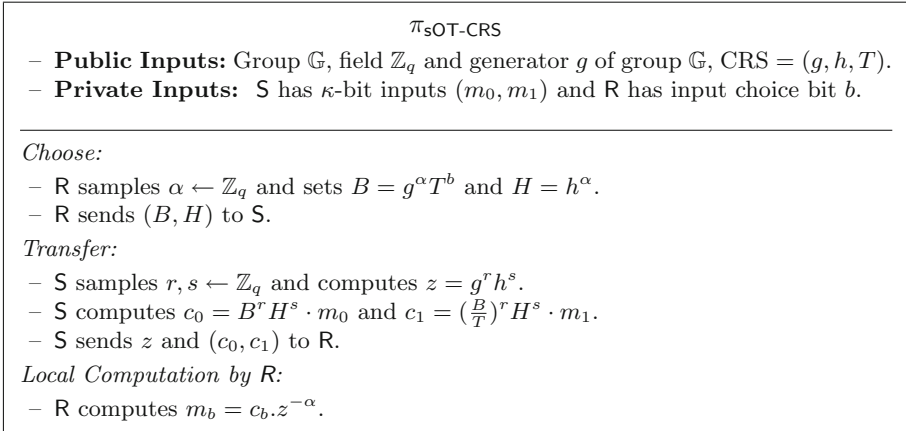 π_sOT-CRS
– Public Inputs: Group 𝔾, field ℤ_q and generator g of group 𝔾, CRS = (g, h, T).
– Private Inputs: S has κ-bit inputs (m_0, m_1) and R has input choice bit b.
Choose:
– R samples α ← ℤ_q and sets B = g^α T^b and H = h^α.
– R sends (B, H) to S.
Transfer:
– S samples r, s ← ℤ_q and computes z = g^r h^s.
– S computes c_0 = B^r H^s · m_0 and c_1 = (B/T)^r H^s · m_1.
– S sends z and (c_0, c_1) to R.
Local Computation by R:
– R computes m_b = c_b.z^{-α}.